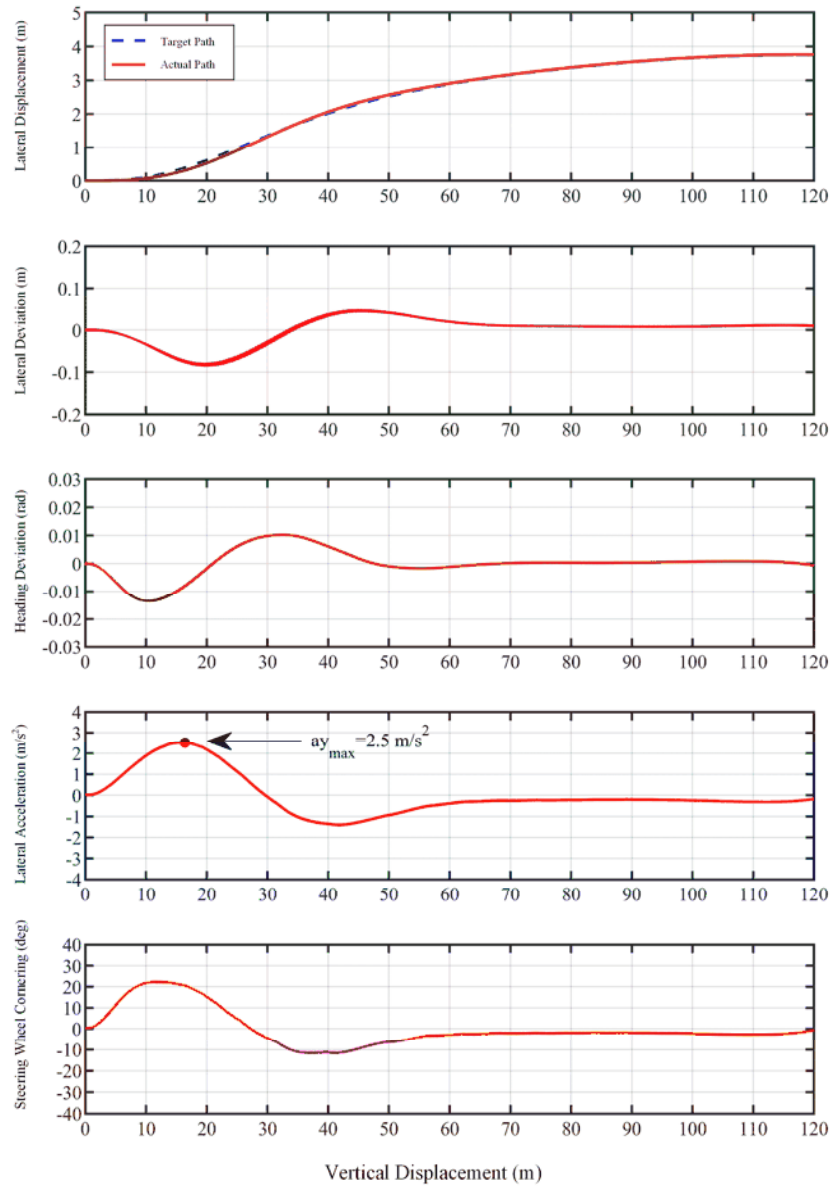 Lateral Displacement (m)
5
4
3
2
1
0
Target Path
Actual Path
0 10 20 30 40 50 60 70 80 90 100 110 120
Lateral Deviation (m)
0.2
0.1
0
-0.1
-0.2
0 10 20 30 40 50 60 70 80 90 100 110 120
Heading Deviation (rad)
0.03
0.02
0.01
0
-0.01
-0.02
-0.03
0 10 20 30 40 50 60 70 80 90 100 110 120
Lateral Acceleration (m/s²)
4
3
2
1
0
-1
-2
-3
-4
ay_max=2.5 m/s²
0 10 20 30 40 50 60 70 80 90 100 110 120
Steering Wheel Cornering (deg)
40
30
20
10
0
-10
-20
-30
-40
0 10 20 30 40 50 60 70 80 90 100 110 120
Vertical Displacement (m)